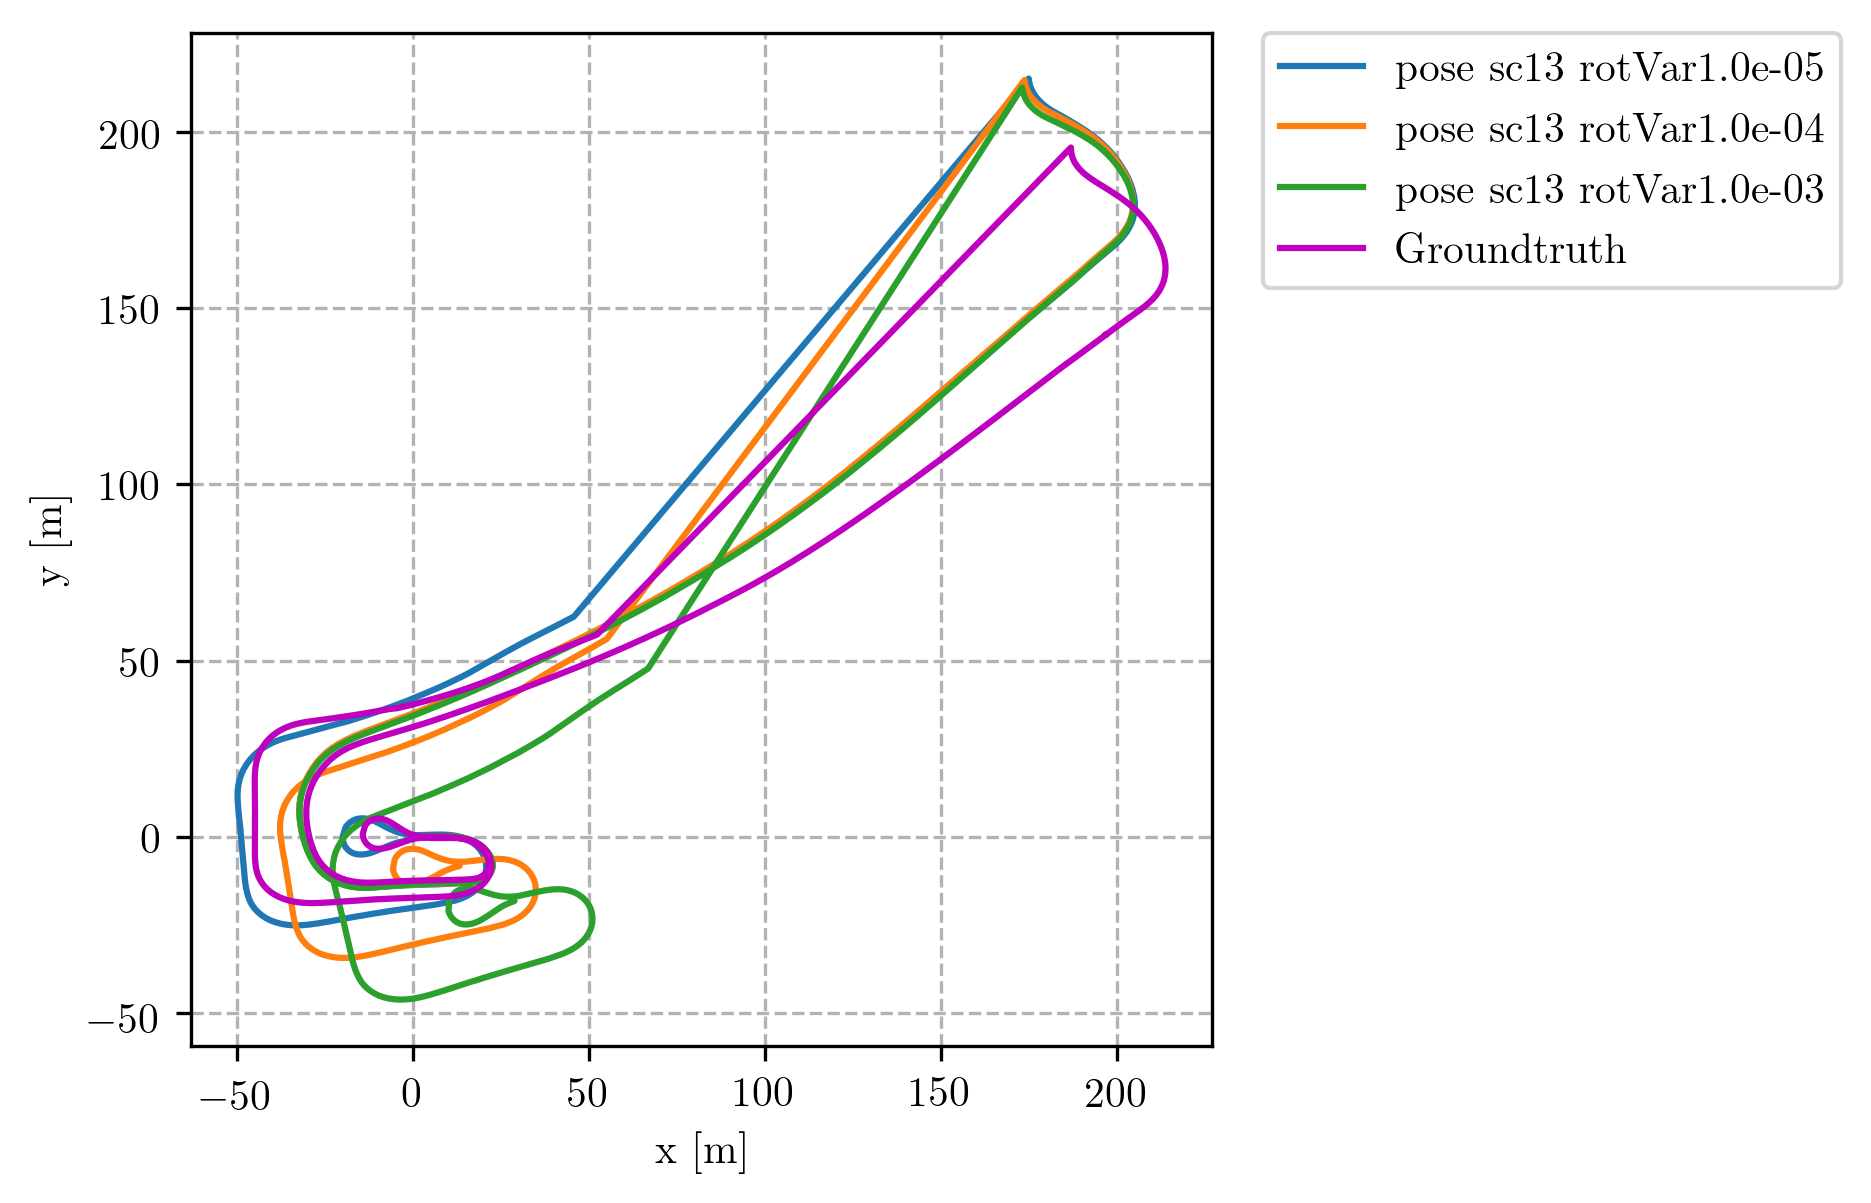 pose sc13 rotVar1.0e-05
pose sc13 rotVar1.0e-04
pose sc13 rotVar1.0e-03
Groundtruth
200
150
100
50
0
−50
y [m]
−50 0 50 100 150 200
x [m]